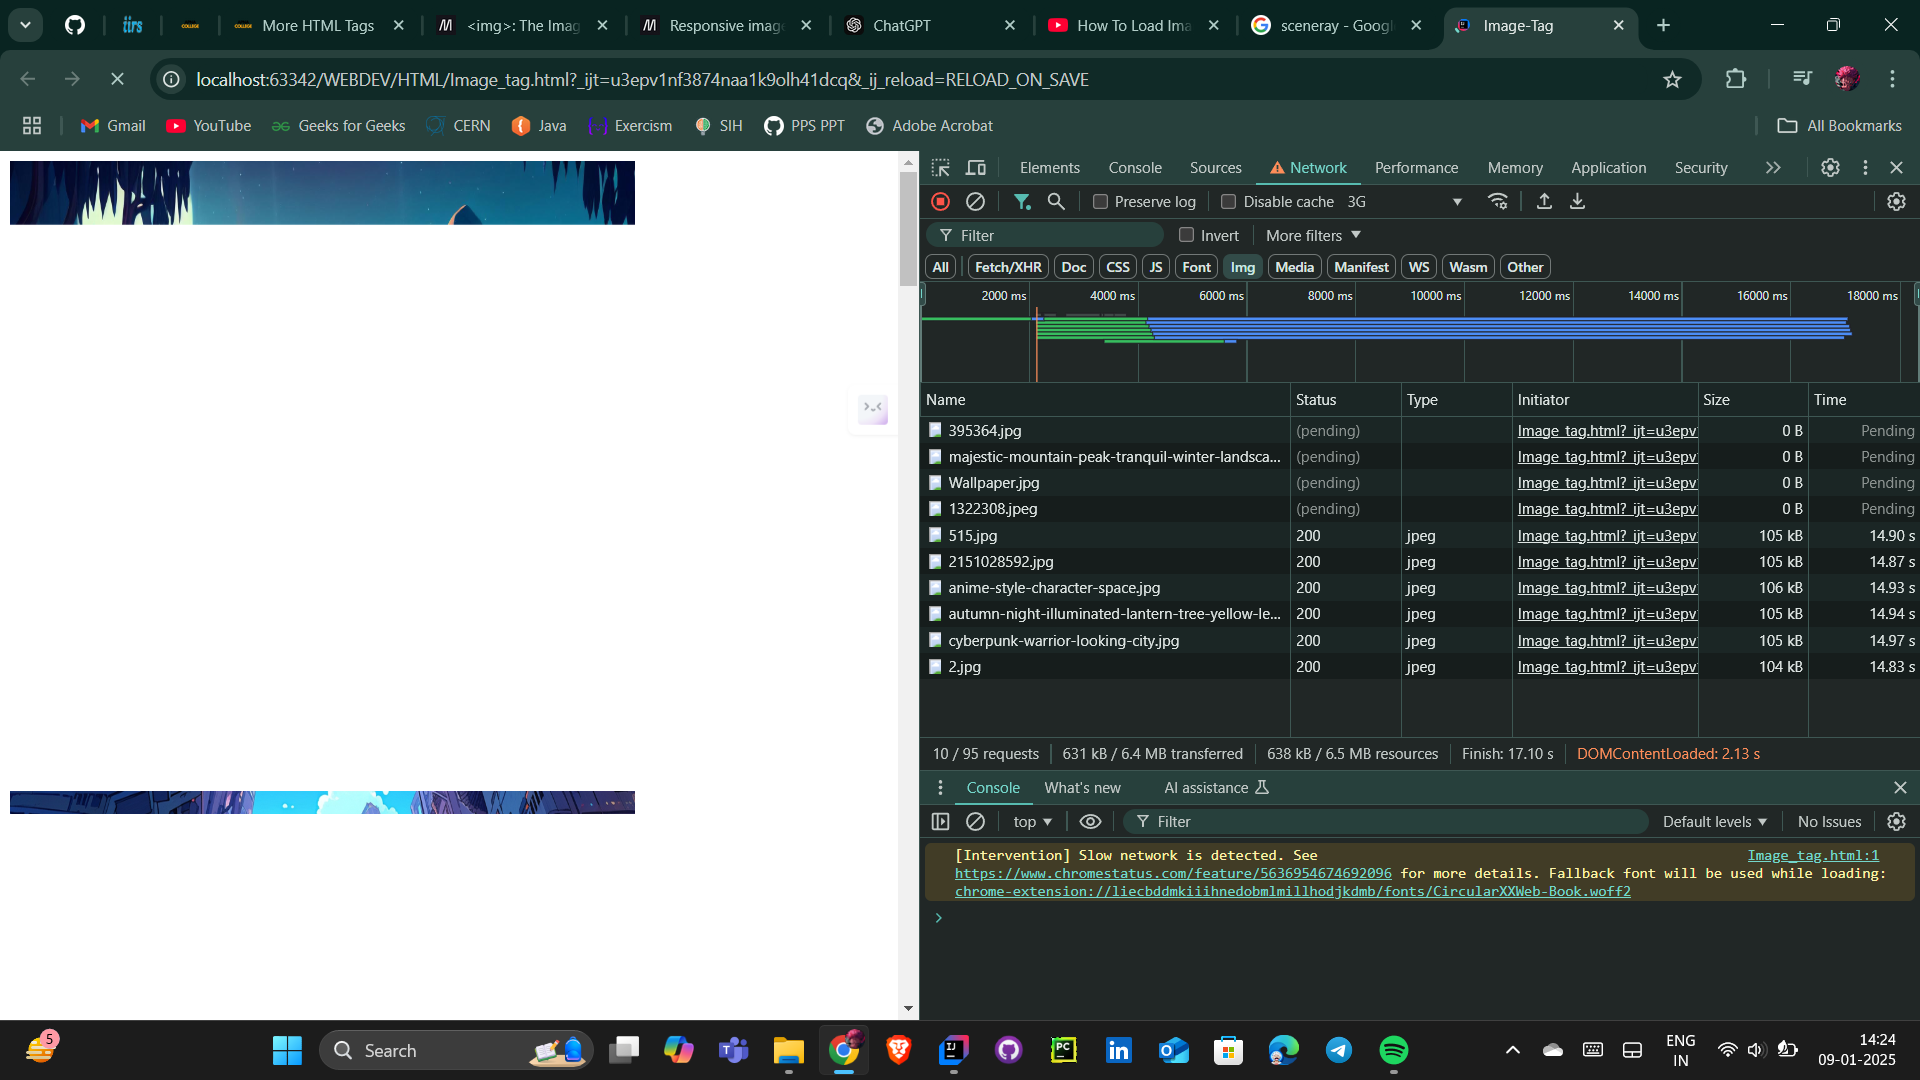 iirs
COLLEGE
COLLEGE
More HTML Tags
<img>: The Imag
Responsive image
ChatGPT
How To Load Ima
sceneray - Googl
Image-Tag
localhost:63342/WEBDEV/HTML/Image_tag.html?_ijt=u3epv1nf3874naa1k9olh41dcq&_ij_reload=RELOAD_ON_SAVE
Gmail
YouTube
Geeks for Geeks
CERN
Java
Exercism
SIH
PPS PPT
Adobe Acrobat
All Bookmarks
Elements
Console
Sources
Network
Performance
Memory
Application
Security
Preserve log
Disable cache
3G
Filter
Invert
More filters
All
Fetch/XHR
Doc
CSS
JS
Font
Img
Media
Manifest
WS
Wasm
Other
2000 ms
4000 ms
6000 ms
8000 ms
10000 ms
12000 ms
14000 ms
16000 ms
18000 ms
Name Status Type Initiator Size Time
395364.jpg (pending) Image_tag.html?_ijt=u3epv 0 B Pending
majestic-mountain-peak-tranquil-winter-landsca... (pending) Image_tag.html?_ijt=u3epv 0 B Pending
Wallpaper.jpg (pending) Image_tag.html?_ijt=u3epv 0 B Pending
1322308.jpeg (pending) Image_tag.html?_ijt=u3epv 0 B Pending
515.jpg 200 jpeg Image_tag.html?_ijt=u3epv 105 kB 14.90 s
2151028592.jpg 200 jpeg Image_tag.html?_ijt=u3epv 105 kB 14.87 s
anime-style-character-space.jpg 200 jpeg Image_tag.html?_ijt=u3epv 106 kB 14.93 s
autumn-night-illuminated-lantern-tree-yellow-le... 200 jpeg Image_tag.html?_ijt=u3epv 105 kB 14.94 s
cyberpunk-warrior-looking-city.jpg 200 jpeg Image_tag.html?_ijt=u3epv 105 kB 14.97 s
2.jpg 200 jpeg Image_tag.html?_ijt=u3epv 104 kB 14.83 s
10 / 95 requests
631 kB / 6.4 MB transferred
638 kB / 6.5 MB resources
Finish: 17.10 s
DOMContentLoaded: 2.13 s
Console
What's new
AI assistance
top
Filter
Default levels
No Issues
[Intervention] Slow network is detected. See Image_tag.html:1
https://www.chromestatus.com/feature/5636954674692096 for more details. Fallback font will be used while loading:
chrome-extension://liecbddmkiiihnedobmlmillhodjkdmb/fonts/CircularXXWeb-Book.woff2
5
Search
ENG
IN
14:24
09-01-2025